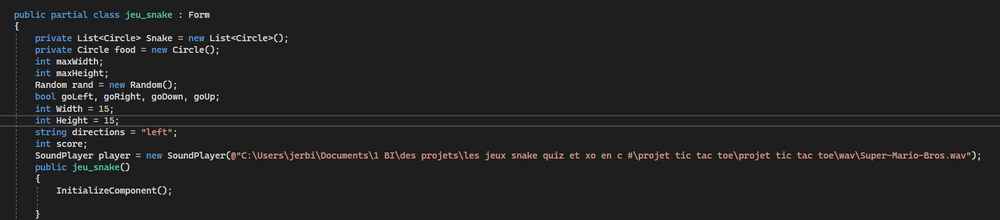 public partial class jeu_snake : Form
{
private List<Circle> Snake = new List<Circle>();
private Circle food = new Circle();
int maxWidth;
int maxHeight;
Random rand = new Random();
bool goLeft, goRight, goDown, goUp;
int Width = 15;
int Height = 15;
string directions = "left";
int score;
SoundPlayer player = new SoundPlayer(@"C:\Users\jerbi\Documents\1 BI\des projets\les jeux snake quiz et xo en c #\projet tic tac toe\projet tic tac toe\wav\Super-Mario-Bros.wav");
public jeu_snake()
{
InitializeComponent();
}